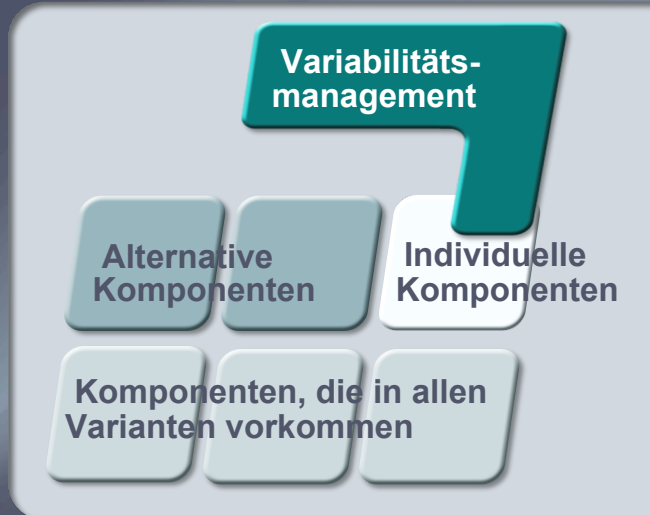 Variabilitäts-
management
Alternative
Komponenten
Individuelle
Komponenten
Komponenten, die in allen
Varianten vorkommen